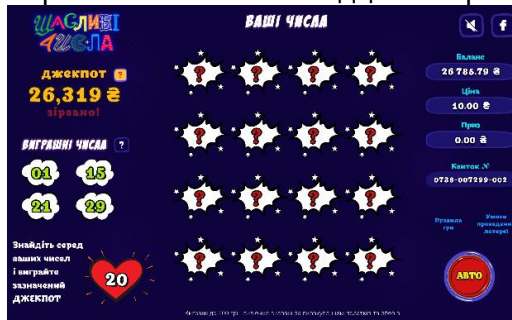 ЩАСЛИВІ
ЧИСЛА
ВАШІ ЧИСЛА
f
джекпот ?
26,319 ₴
зірвано!
ВИГРАШНІ ЧИСЛА ?
01 15
21 29
Знайдіть серед
ваших чисел
і виграйте
зазначений
ДЖЕКПОТ
20
? ? ? ?
? ? ? ?
? ? ? ?
? ? ? ?
Баланс
26 786.79 ₴
Ціна
10.00 ₴
Приз
0.00 ₴
Квиток №
0738-007299-002
Правила
гри
Умови
проведення
лотереї
АВТО